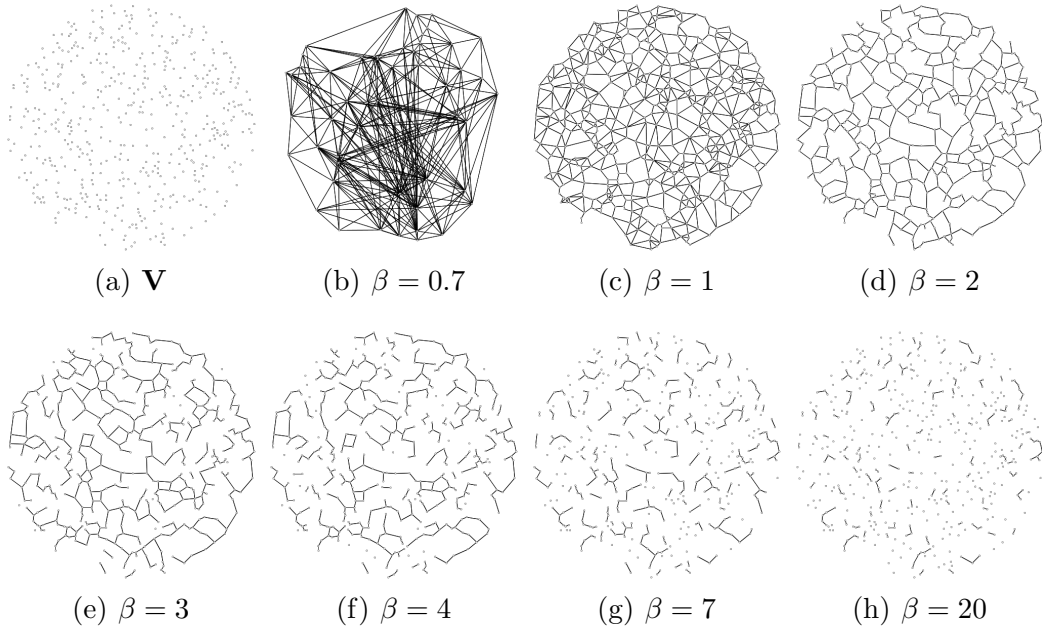 (a) V (b) β = 0.7 (c) β = 1 (d) β = 2
(e) β = 3 (f) β = 4 (g) β = 7 (h) β = 20